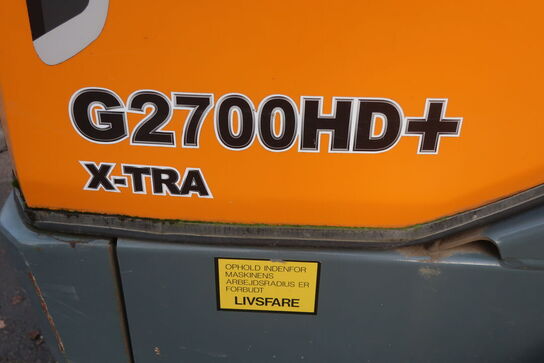 G2700HD+
X-TRA
OPHOLD INDENFOR
MASKINENS
ARBEJDSRADIUS ER
FORBUDT
LIVSFARE